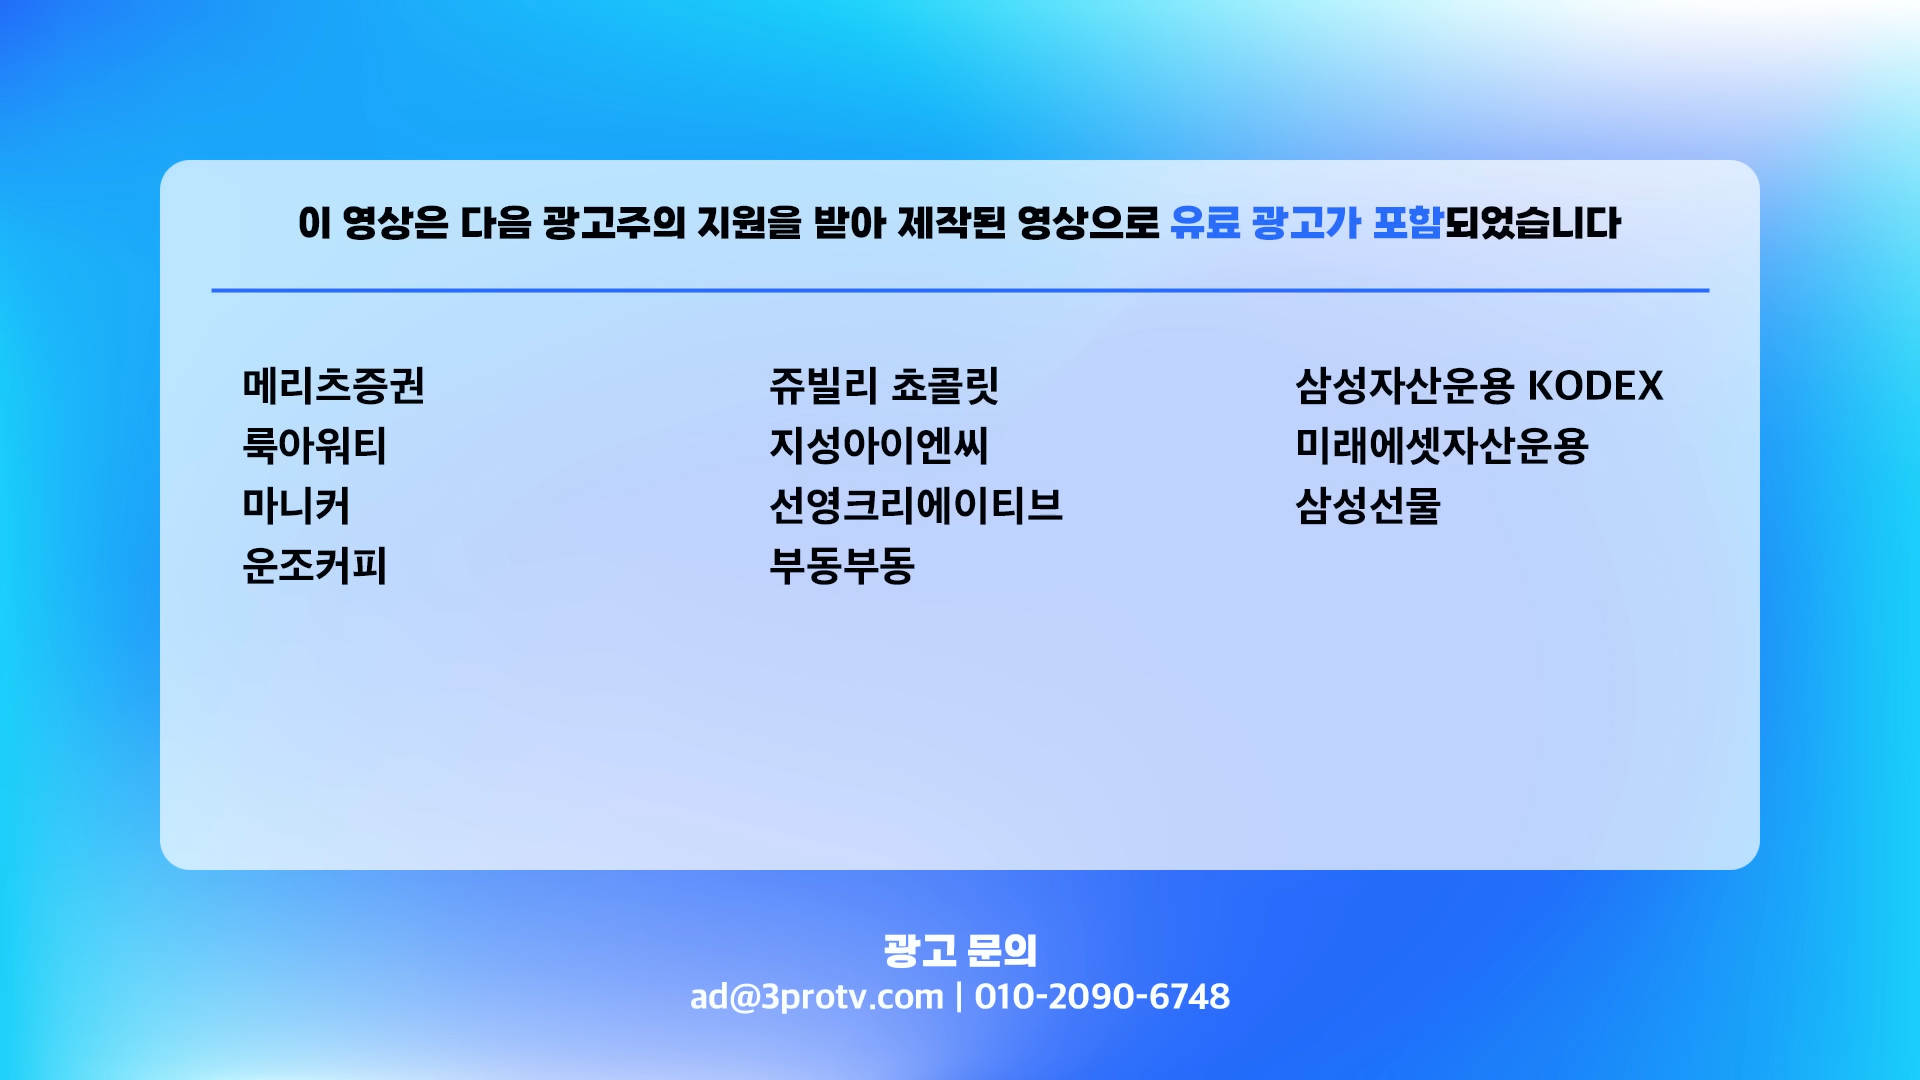 이 영상은 다음 광고주의 지원을 받아 제작된 영상으로 유료 광고가 포함되었습니다
메리츠증권
룩아워티
마니커
운조커피
쥬빌리 쵸콜릿
지성아이엔씨
선영크리에이티브
부동부동
삼성자산운용 KODEX
미래에셋자산운용
삼성선물
광고 문의
ad@3protv.com | 010-2090-6748